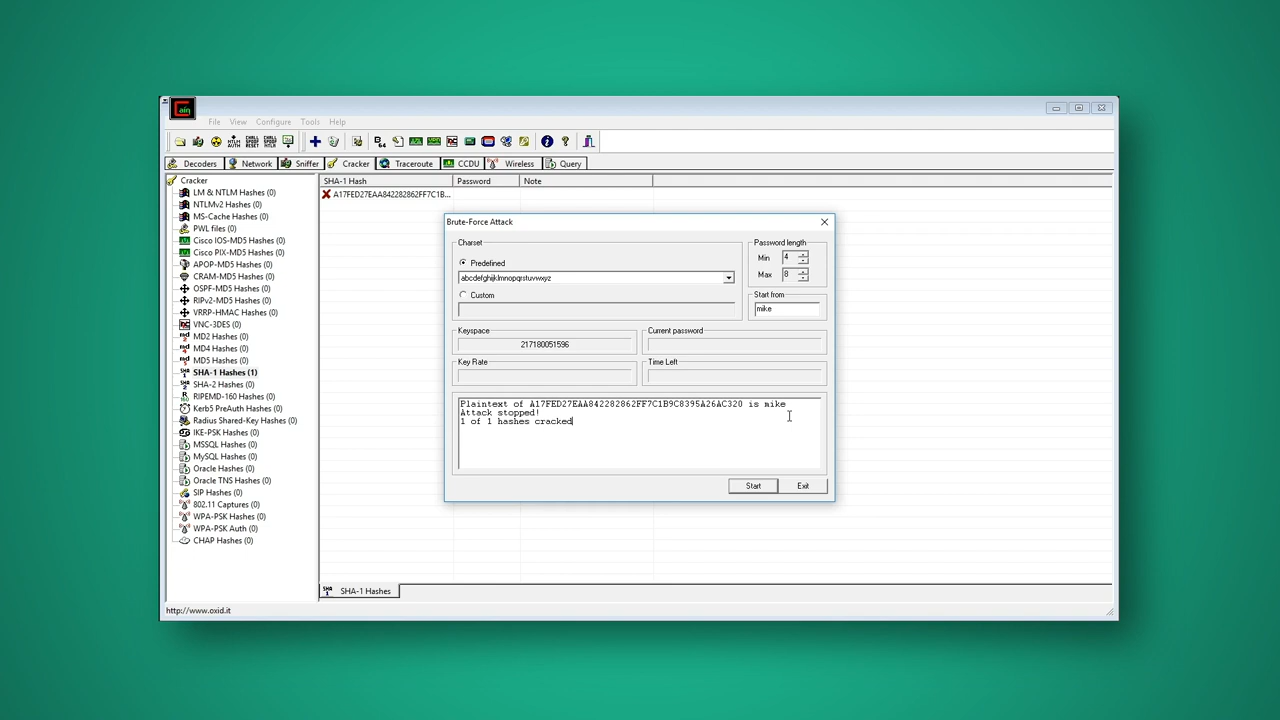 Cain
File View Configure Tools Help
B 64
Decoders Network Sniffer Cracker Traceroute CCDU Wireless Query
Cracker
LM & NTLM Hashes (0)
NTLMv2 Hashes (0)
MS-Cache Hashes (0)
PWL files (0)
Cisco IOS-MD5 Hashes (0)
Cisco PIX-MD5 Hashes (0)
APOP-MD5 Hashes (0)
CRAM-MD5 Hashes (0)
OSPF-MD5 Hashes (0)
RIPv2-MD5 Hashes (0)
VRRP-HMAC Hashes (0)
VNC-3DES (0)
MD2 Hashes (0)
MD4 Hashes (0)
MD5 Hashes (0)
SHA-1 Hashes (1)
SHA-2 Hashes (0)
RIPEMD-160 Hashes (0)
Kerb5 PreAuth Hashes (0)
Radius Shared-Key Hashes (0)
IKE-PSK Hashes (0)
MSSQL Hashes (0)
MySQL Hashes (0)
Oracle Hashes (0)
Oracle TNS Hashes (0)
SIP Hashes (0)
802.11 Captures (0)
WPA-PSK Hashes (0)
WPA-PSK Auth (0)
CHAP Hashes (0)
SHA-1 Hash Password Note
A17FED27EAA842282862FF7C1B...
Brute-Force Attack
Charset
Predefined
abcdefghijklmnopqrstuvwxyz
Custom
Password length
Min 4
Max 8
Start from
mike
Keyspace
217180051596
Current password
Key Rate
Time Left
Plaintext of A17FED27EAA842282862FF7C1B9C8395A26AC320 is mike
Attack stopped!
1 of 1 hashes cracked
Start Exit
SHA-1 Hashes
http://www.oxid.it